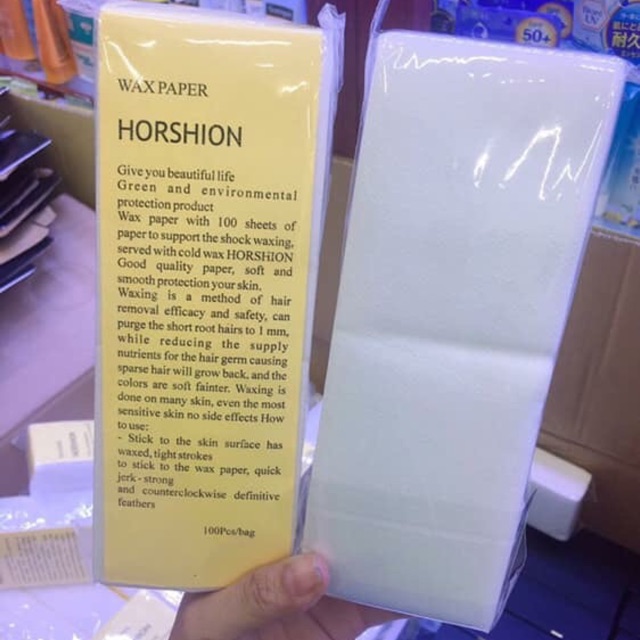 WAX PAPER
HORSHION
Give you beautiful life
Green and environmental
protection product
Wax paper with 100 sheets of
paper to support the shock waxing,
served with cold wax HORSHION
Good quality paper, soft and
smooth protection your skin.
Waxing is a method of hair
removal efficacy and safety, can
purge the short root hairs to 1 mm,
while reducing the supply
nutrients for the hair germ causing
sparse hair will grow back, and the
colors are soft fainter. Waxing is
done on many skin, even the most
sensitive skin no side effects How
to use:
- Stick to the skin surface has
waxed, tight strokes
to stick to the wax paper, quick
jerk - strong
and counterclockwise definitive
feathers
100Pcs/bag
50+
UV
耐久
HORSHION